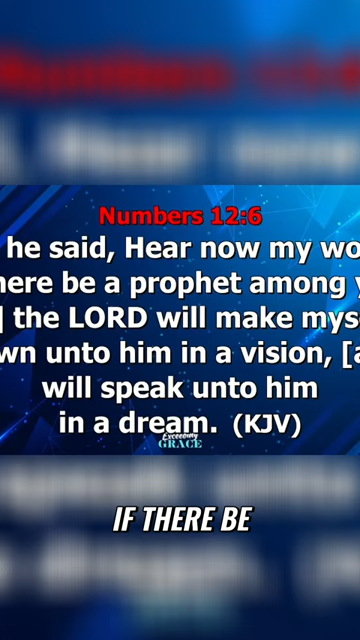 Numbers 12:6
he said, Hear now my wo
here be a prophet among y
] the LORD will make mys
wn unto him in a vision, [a
will speak unto him
in a dream. (KJV)
Exceeding
GRACE
IF THERE BE